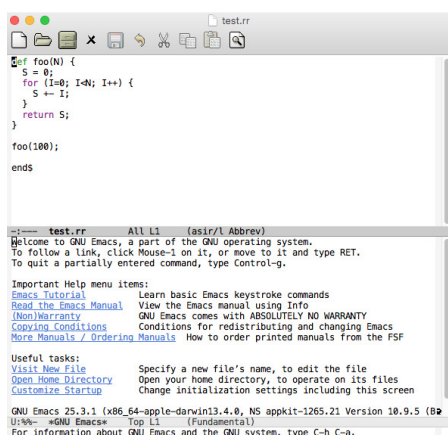 test.rr
def foo(N) {
  S = 0;
  for (I=0; I<N; I++) {
    S += I;
  }
  return S;
}
foo(100);
end$
-:---  test.rr        All L1     (asir/l Abbrev)
Welcome to GNU Emacs, a part of the GNU operating system.
To follow a link, click Mouse-1 on it, or move to it and type RET.
To quit a partially entered command, type Control-g.
Important Help menu items:
Emacs Tutorial          Learn basic Emacs keystroke commands
Read the Emacs Manual   View the Emacs manual using Info
(Non)Warranty           GNU Emacs comes with ABSOLUTELY NO WARRANTY
Copying Conditions      Conditions for redistributing and changing Emacs
More Manuals / Ordering Manuals  How to order printed manuals from the FSF
Useful tasks:
Visit New File          Specify a new file's name, to edit the file
Open Home Directory     Open your home directory, to operate on its files
Customize Startup       Change initialization settings including this screen
GNU Emacs 25.3.1 (x86_64-apple-darwin13.4.0, NS appkit-1265.21 Version 10.9.5 (B
U:%%-  *GNU Emacs*    Top L1     (Fundamental)
For information about GNU Emacs and the GNU system, type C-h C-a.